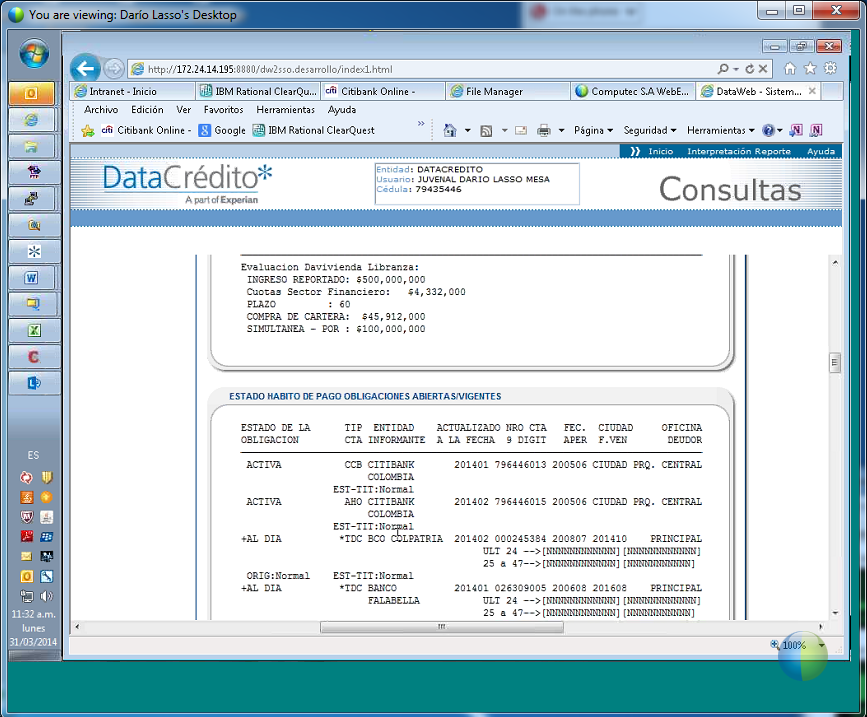 You are viewing: Darío Lasso's Desktop
http://172.24.14.195:8080/dw2sso.desarrollo/index1.html
Intranet - Inicio
IBM Rational ClearQu...
citi Citibank Online -
File Manager
Computec S.A WebE...
DataWeb - Sistem...
Archivo Edición Ver Favoritos Herramientas Ayuda
citi Citibank Online - Google IBM Rational ClearQuest » Página Seguridad Herramientas
Inicio Interpretación Reporte Ayuda
DataCrédito*
A part of Experian
Entidad: DATACREDITO
Usuario: JUVENAL DARIO LASSO MESA
Cédula: 79435446
Consultas
Evaluacion Davivienda Libranza:
INGRESO REPORTADO: $500,000,000
Cuotas Sector Financiero: $4,332,000
PLAZO : 60
COMPRA DE CARTERA: $45,912,000
SIMULTANEA - POR : $100,000,000
ESTADO HABITO DE PAGO OBLIGACIONES ABIERTAS/VIGENTES
ESTADO DE LA TIP ENTIDAD ACTUALIZADO NRO CTA FEC. CIUDAD OFICINA
OBLIGACION CTA INFORMANTE A LA FECHA 9 DIGIT APER F.VEN DEUDOR
ACTIVA CCB CITIBANK 201401 796446013 200506 CIUDAD PRQ. CENTRAL
COLOMBIA
EST-TIT:Normal
ACTIVA AHO CITIBANK 201402 796446015 200506 CIUDAD PRQ. CENTRAL
COLOMBIA
EST-TIT:Normal
+AL DIA *TDC BCO COLPATRIA 201402 000245384 200807 201410 PRINCIPAL
ULT 24 -->[NNNNNNNNNNNN][NNNNNNNNNNNN]
25 a 47-->[NNNNNNNNNNNN][NNNNNNNNNNN]
ORIG:Normal EST-TIT:Normal
+AL DIA *TDC BANCO 201401 026309005 200608 201608 PRINCIPAL
FALABELLA ULT 24 -->[NNNNNNNNNNNN][NNNNNNNNNNNN]
25 a 47-->[NNNNNNNNNNNN][NNNNNNNNNNN]
ES
11:32 a.m.
lunes
31/03/2014
100%